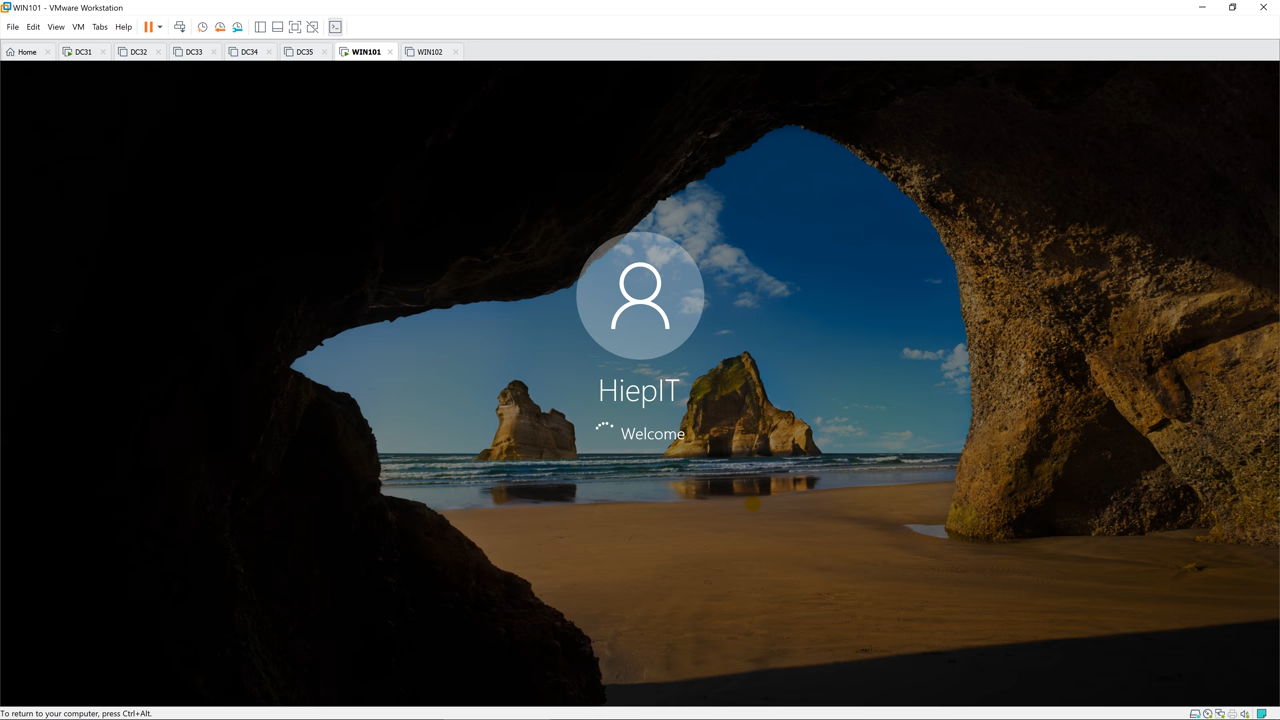 WIN101 - VMware Workstation
File Edit View VM Tabs Help
Home DC31 DC32 DC33 DC34 DC35 WIN101 WIN102
HiepIT
Welcome
To return to your computer, press Ctrl+Alt.